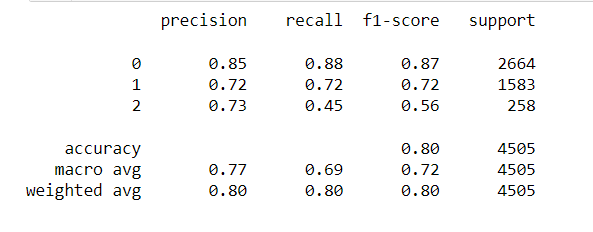 precision recall f1-score support
0 0.85 0.88 0.87 2664
1 0.72 0.72 0.72 1583
2 0.73 0.45 0.56 258
accuracy 0.80 4505
macro avg 0.77 0.69 0.72 4505
weighted avg 0.80 0.80 0.80 4505